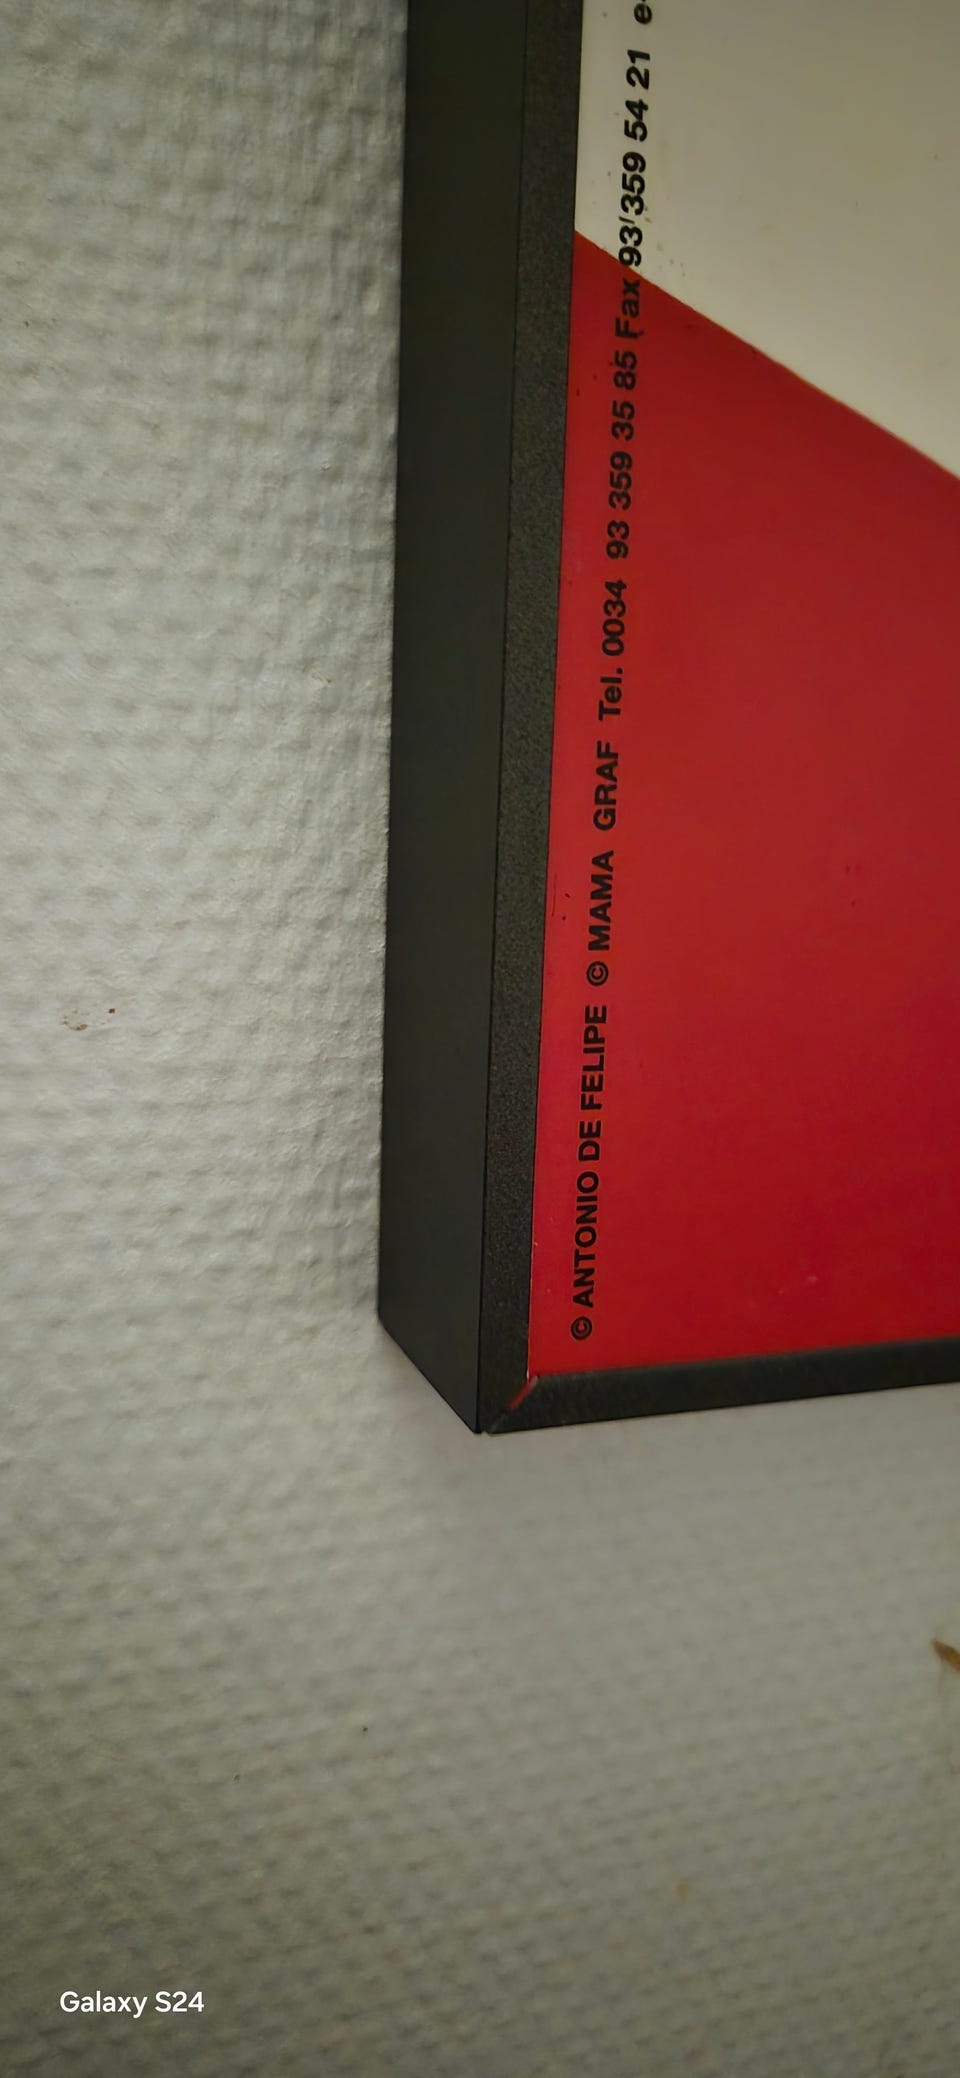 © ANTONIO DE FELIPE © MAMA GRAF Tel. 0034 93 359 35 85 Fax 93/359 54 21
Galaxy S24